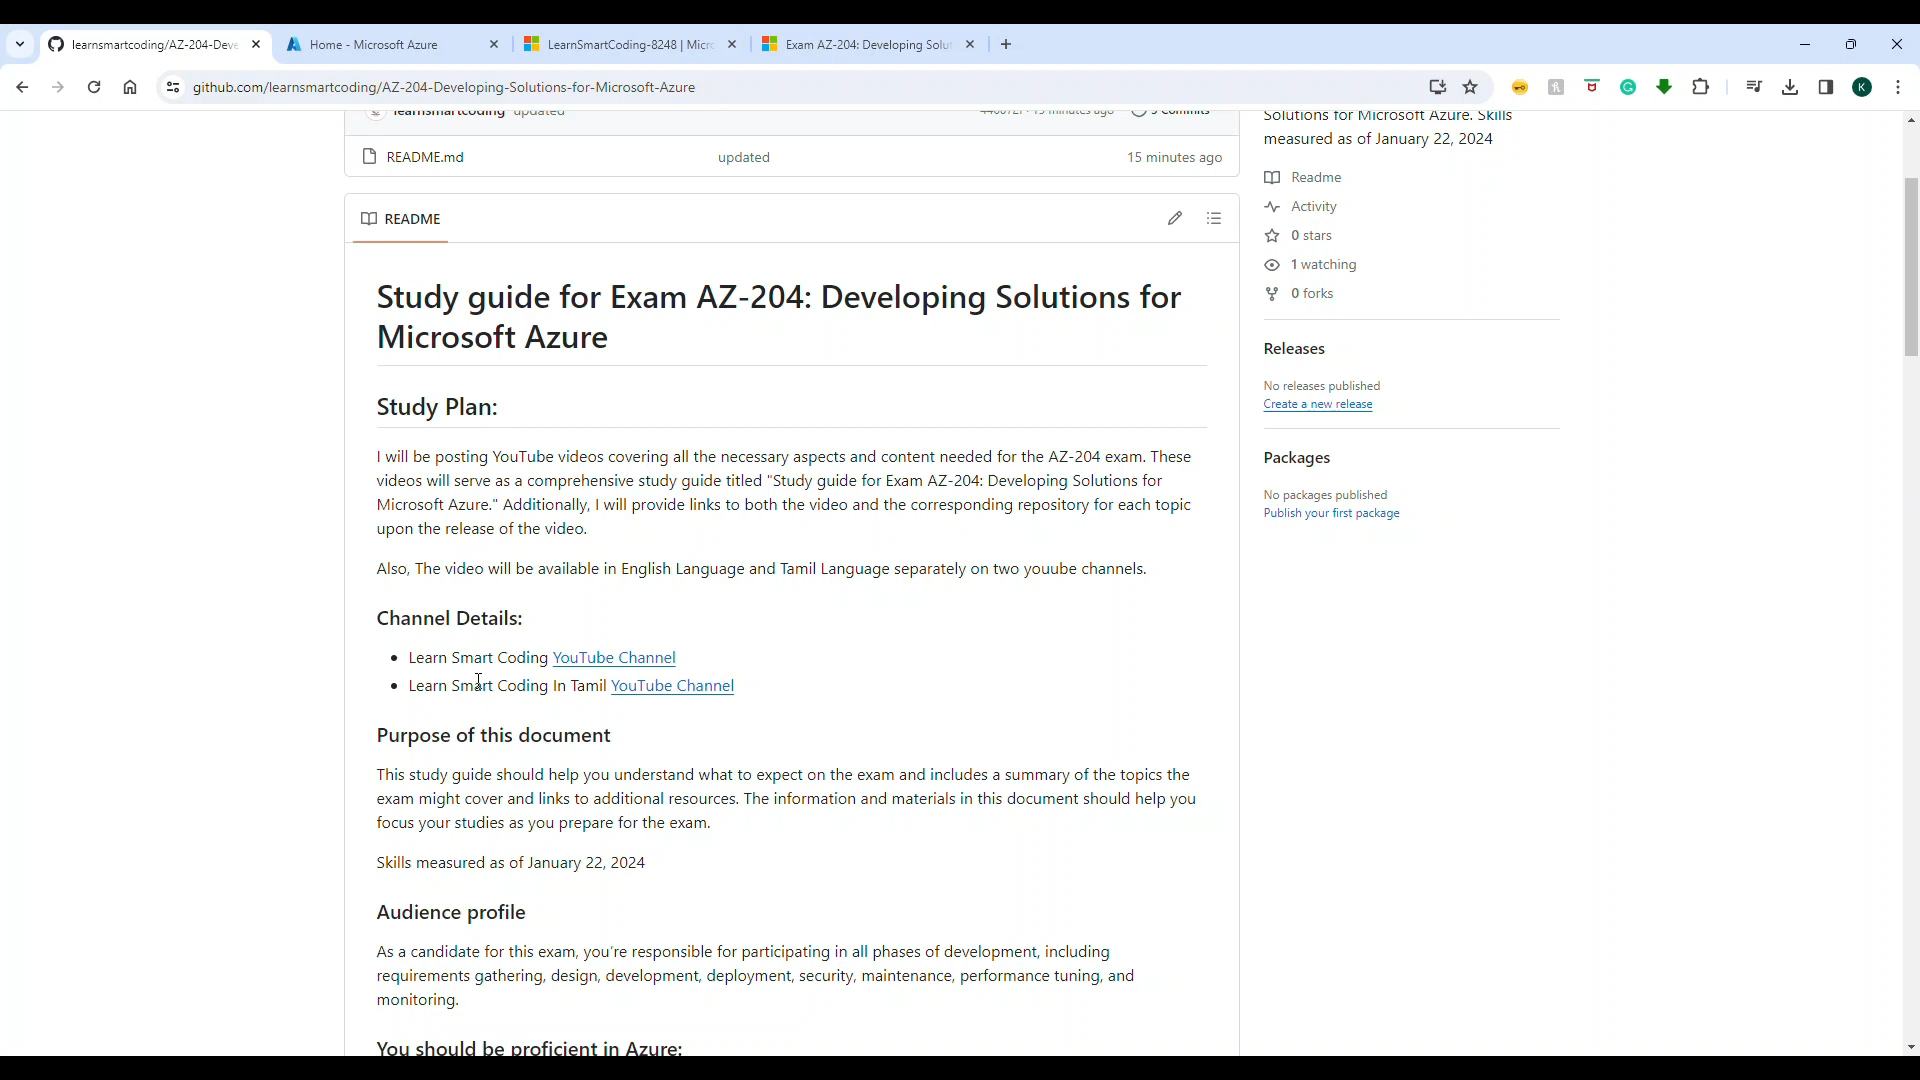 learnsmartcoding/AZ-204-Deve
Home - Microsoft Azure
LearnSmartCoding-8248 | Micro
Exam AZ-204: Developing Solut
github.com/learnsmartcoding/AZ-204-Developing-Solutions-for-Microsoft-Azure
K
learnsmartcoding updated
15 minutes ago
5 Commits
README.md
updated
15 minutes ago
README
Study guide for Exam AZ-204: Developing Solutions for
Microsoft Azure
Study Plan:
I will be posting YouTube videos covering all the necessary aspects and content needed for the AZ-204 exam. These
videos will serve as a comprehensive study guide titled "Study guide for Exam AZ-204: Developing Solutions for
Microsoft Azure." Additionally, I will provide links to both the video and the corresponding repository for each topic
upon the release of the video.
Also, The video will be available in English Language and Tamil Language separately on two youube channels.
Channel Details:
• Learn Smart Coding YouTube Channel
• Learn Smart Coding In Tamil YouTube Channel
Purpose of this document
This study guide should help you understand what to expect on the exam and includes a summary of the topics the
exam might cover and links to additional resources. The information and materials in this document should help you
focus your studies as you prepare for the exam.
Skills measured as of January 22, 2024
Audience profile
As a candidate for this exam, you're responsible for participating in all phases of development, including
requirements gathering, design, development, deployment, security, maintenance, performance tuning, and
monitoring.
You should be proficient in Azure:
Solutions for Microsoft Azure. Skills
measured as of January 22, 2024
Readme
Activity
0 stars
1 watching
0 forks
Releases
No releases published
Create a new release
Packages
No packages published
Publish your first package